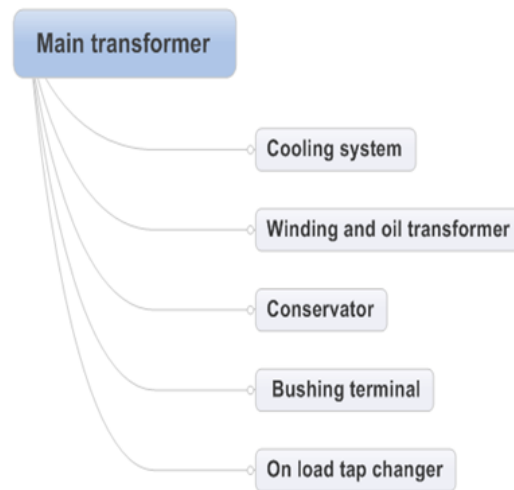 Main transformer
Cooling system
Winding and oil transformer
Conservator
Bushing terminal
On load tap changer